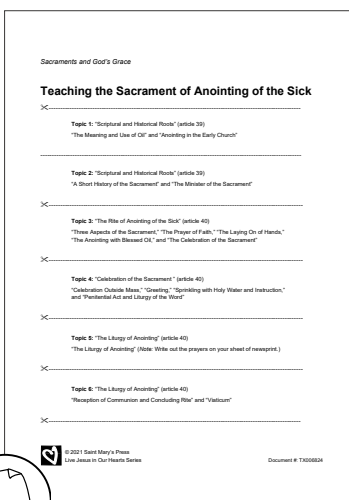 Sacraments and God's Grace
Teaching the Sacrament of Anointing of the Sick
Topic 1: "Scriptural and Historical Roots" (article 39)
"The Meaning and Use of Oil" and "Anointing in the Early Church"
Topic 2: "Scriptural and Historical Roots" (article 39)
"A Short History of the Sacrament" and "The Minister of the Sacrament"
Topic 3: "The Rite of Anointing of the Sick" (article 40)
"Three Aspects of the Sacrament," "The Prayer of Faith," "The Laying On of Hands,"
"The Anointing with Blessed Oil," and "The Celebration of the Sacrament"
Topic 4: "Celebration of the Sacrament " (article 40)
"Celebration Outside Mass," "Greeting," "Sprinkling with Holy Water and Instruction,"
and "Penitential Act and Liturgy of the Word"
Topic 5: "The Liturgy of Anointing" (article 40)
"The Liturgy of Anointing" (Note: Write out the prayers on your sheet of newsprint.)
Topic 6: "The Liturgy of Anointing" (article 40)
"Reception of Communion and Concluding Rite" and "Viaticum"
© 2021 Saint Mary's Press
Live Jesus in Our Hearts Series
Document #: TX006824